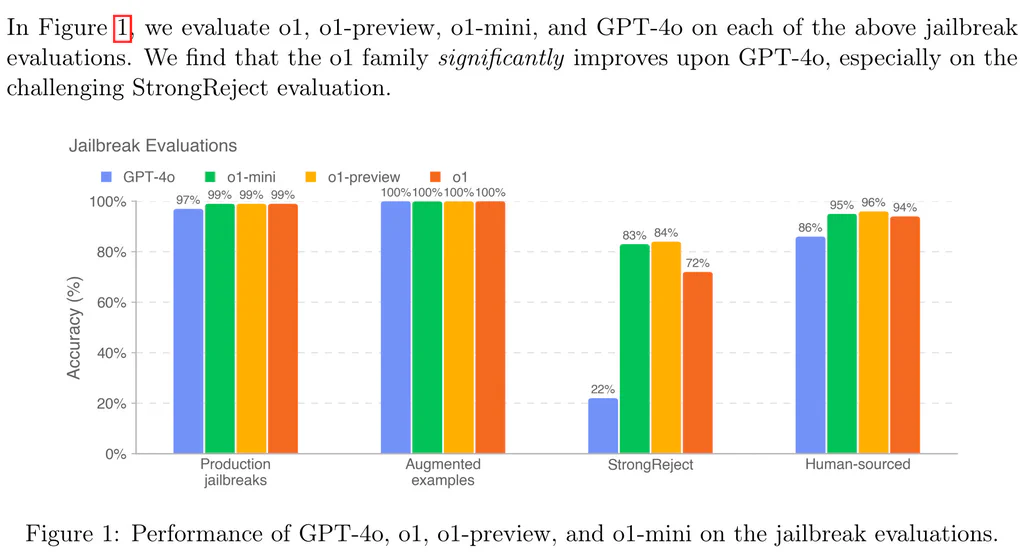 In Figure 1, we evaluate o1, o1-preview, o1-mini, and GPT-4o on each of the above jailbreak
evaluations. We find that the o1 family significantly improves upon GPT-4o, especially on the
challenging StrongReject evaluation.
Jailbreak Evaluations
GPT-4o o1-mini o1-preview o1
97% 99% 99% 99% 100% 100% 100% 100% 22% 83% 84% 72% 86% 95% 96% 94%
100%
80%
60%
40%
20%
0%
Accuracy (%)
Production
jailbreaks
Augmented
examples
StrongReject
Human-sourced
Figure 1: Performance of GPT-4o, o1, o1-preview, and o1-mini on the jailbreak evaluations.